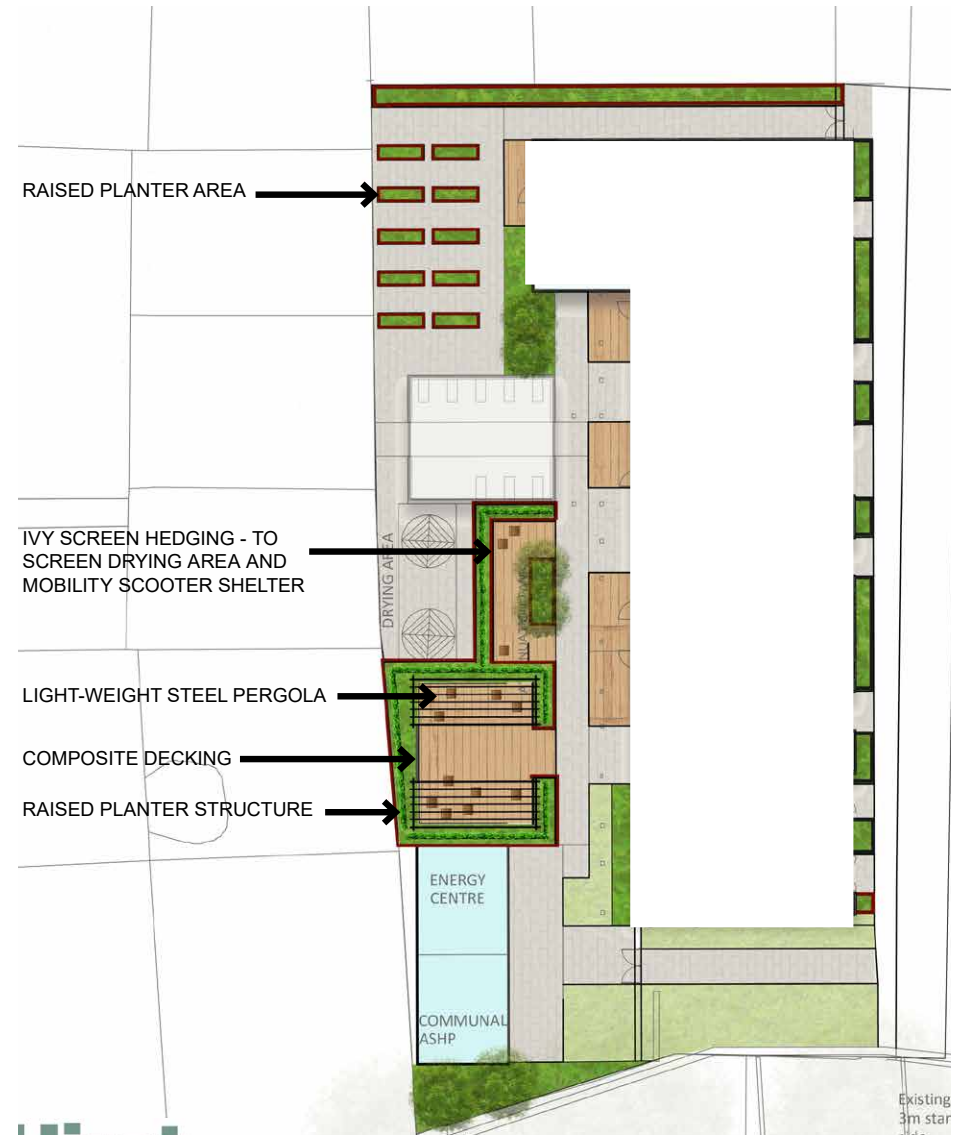 RAISED PLANTER AREA
IVY SCREEN HEDGING - TO
SCREEN DRYING AREA AND
MOBILITY SCOOTER SHELTER
DRYING AREA
LIGHT-WEIGHT STEEL PERGOLA
COMPOSITE DECKING
RAISED PLANTER STRUCTURE
ENERGY
CENTRE
COMMUNAL
ASHP
Existing
3m star